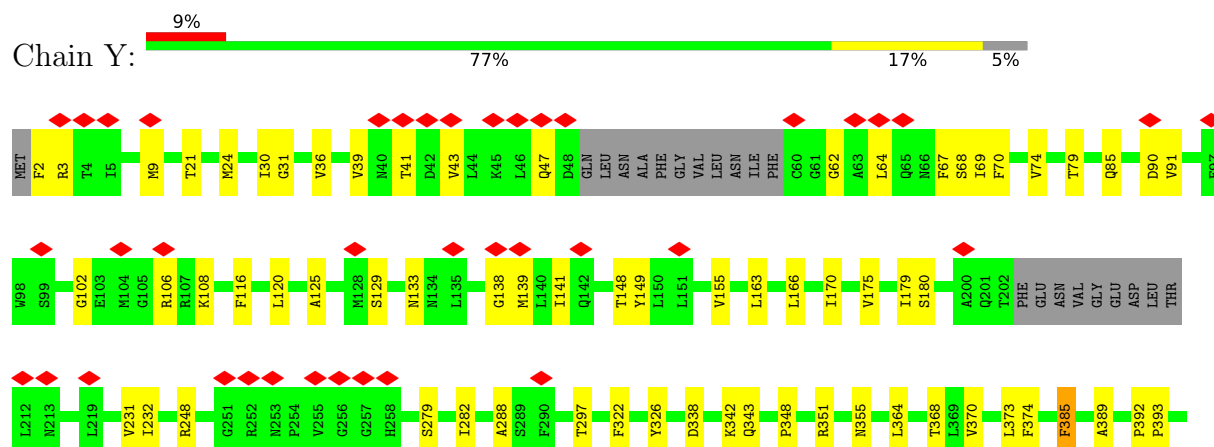 9%
Chain Y:
77% 17% 5%
MET F2 R3 T4 I5 M9 T21 M24 I30 G31 V36 V39 N40 T41 D42 V43 L44 K45 L46 Q47 D48 GLN LEU ASN ALA PHE GLY VAL LEU ASN ILE PHE C60 G61 G62 A63 L64 Q65 N66 F67 S68 I69 F70 V74 T79 Q85 D90 V91
W98 S99 G102 E103 M104 G105 R106 R107 K108 F116 L120 A125 M128 S129 N133 N134 L135 G138 M139 L140 I141 Q142 T148 Y149 L150 L151 V155 L163 L166 I170 V175 I179 S180 A200 Q201 T202 PHE GLU ASN VAL GLY GLU ASP LEU THR
L212 N213 L219 V231 I232 R248 G251 R252 N253 P254 V255 G256 G257 H258 S279 I282 A288 S289 F290 T297 F322 Y326 D338 K342 Q343 P348 R351 N355 L364 T368 L369 V370 L373 F374 F385 A389 P392 P393